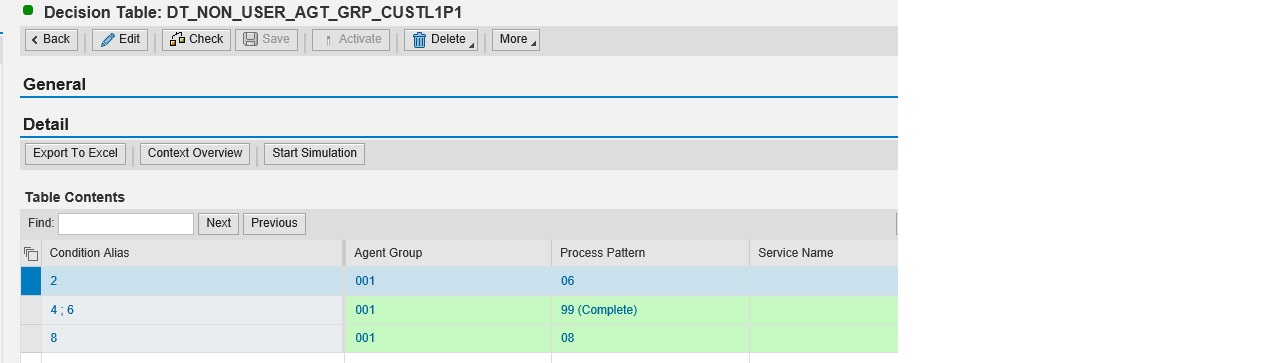 Decision Table: DT_NON_USER_AGT_GRP_CUSTL1P1
Back Edit Check Save Activate Delete More
General
Detail
Export To Excel Context Overview Start Simulation
Table Contents
Find: Next Previous
Condition Alias Agent Group Process Pattern Service Name
2 001 06
4 ; 6 001 99 (Complete)
8 001 08